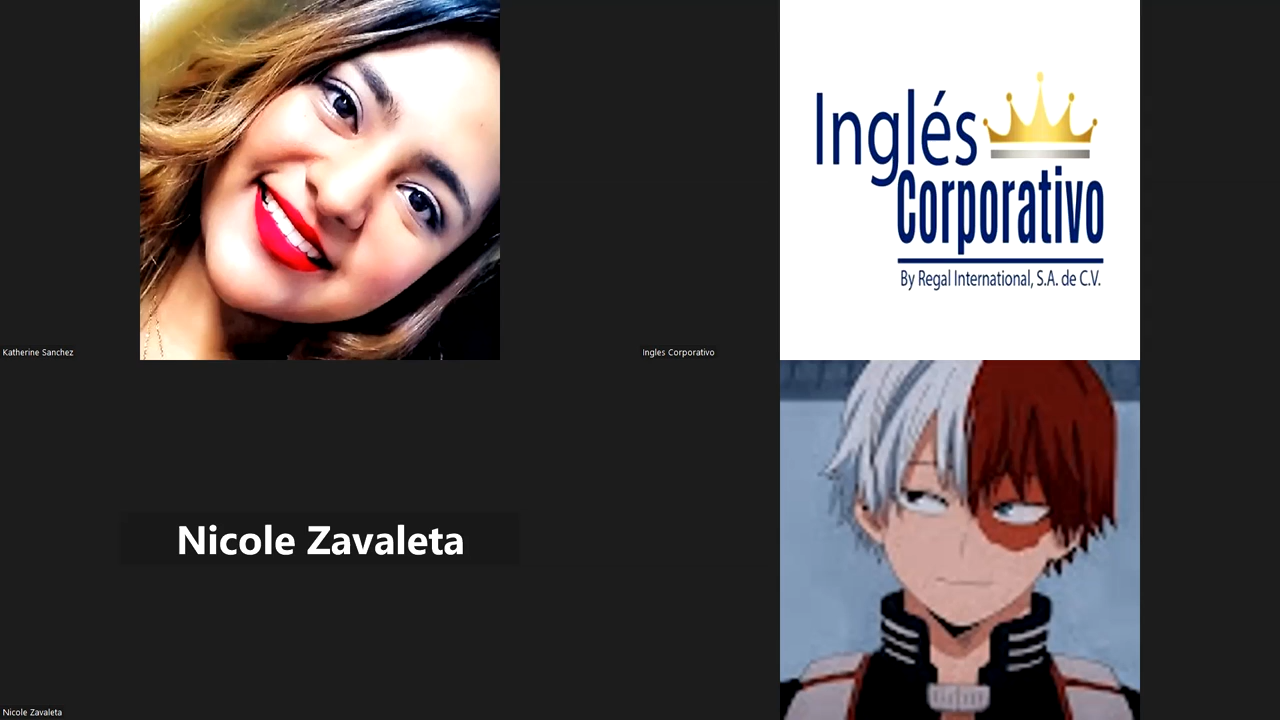 Inglés
Corporativo
By Regal International, S.A. de C.V.
Katherine Sanchez
Ingles Corporativo
Nicole Zavaleta
Nicole Zavaleta